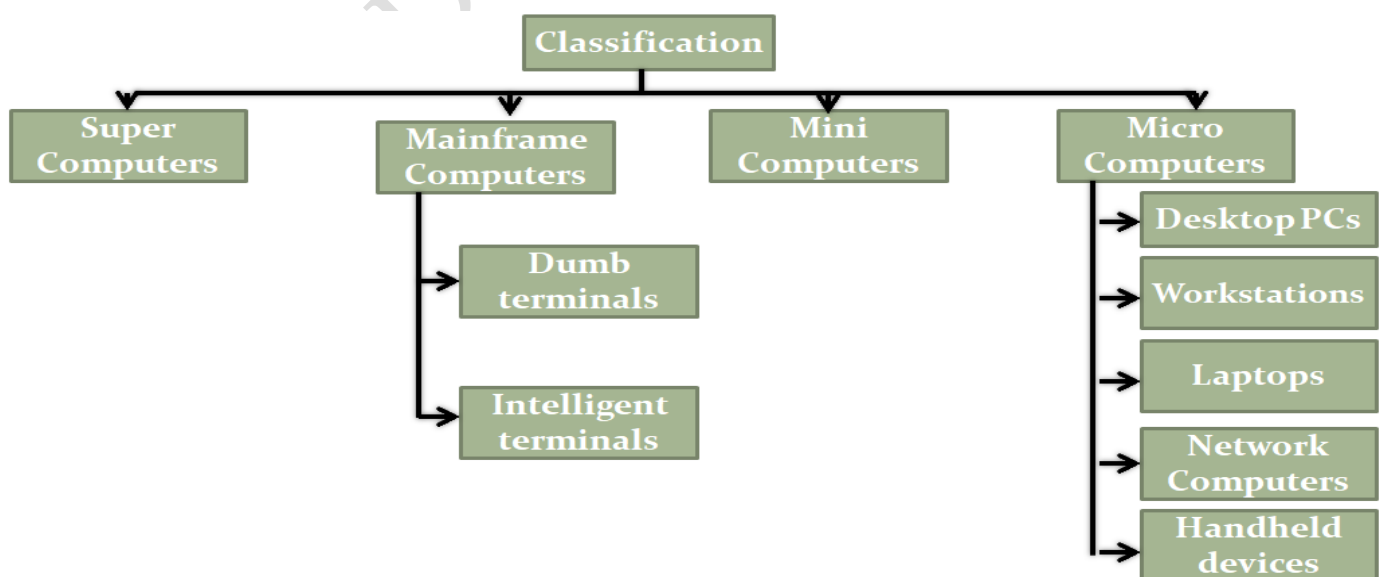 Classification
Super
Computers
Mainframe
Computers
Mini
Computers
Micro
Computers
Dumb
terminals
Intelligent
terminals
Desktop PCs
Workstations
Laptops
Network
Computers
Handheld
devices